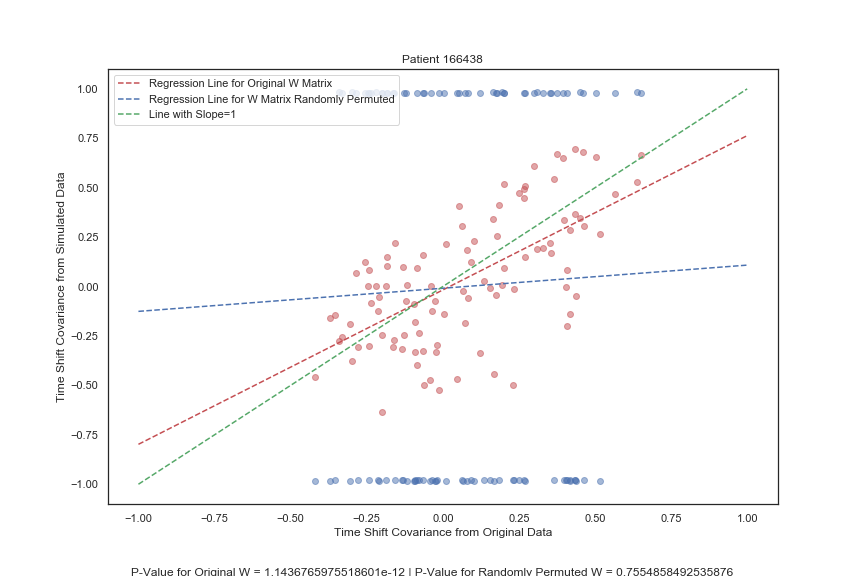 Patient 166438
Regression Line for Original W Matrix
Regression Line for W Matrix Randomly Permuted
Line with Slope=1
1.00
0.75
0.50
0.25
0.00
−0.25
−0.50
−0.75
−1.00
Time Shift Covariance from Simulated Data
−1.00 −0.75 −0.50 −0.25 0.00 0.25 0.50 0.75 1.00
Time Shift Covariance from Original Data
P-Value for Original W = 1.1436765975518601e-12 | P-Value for Randomly Permuted W = 0.7554858492535876